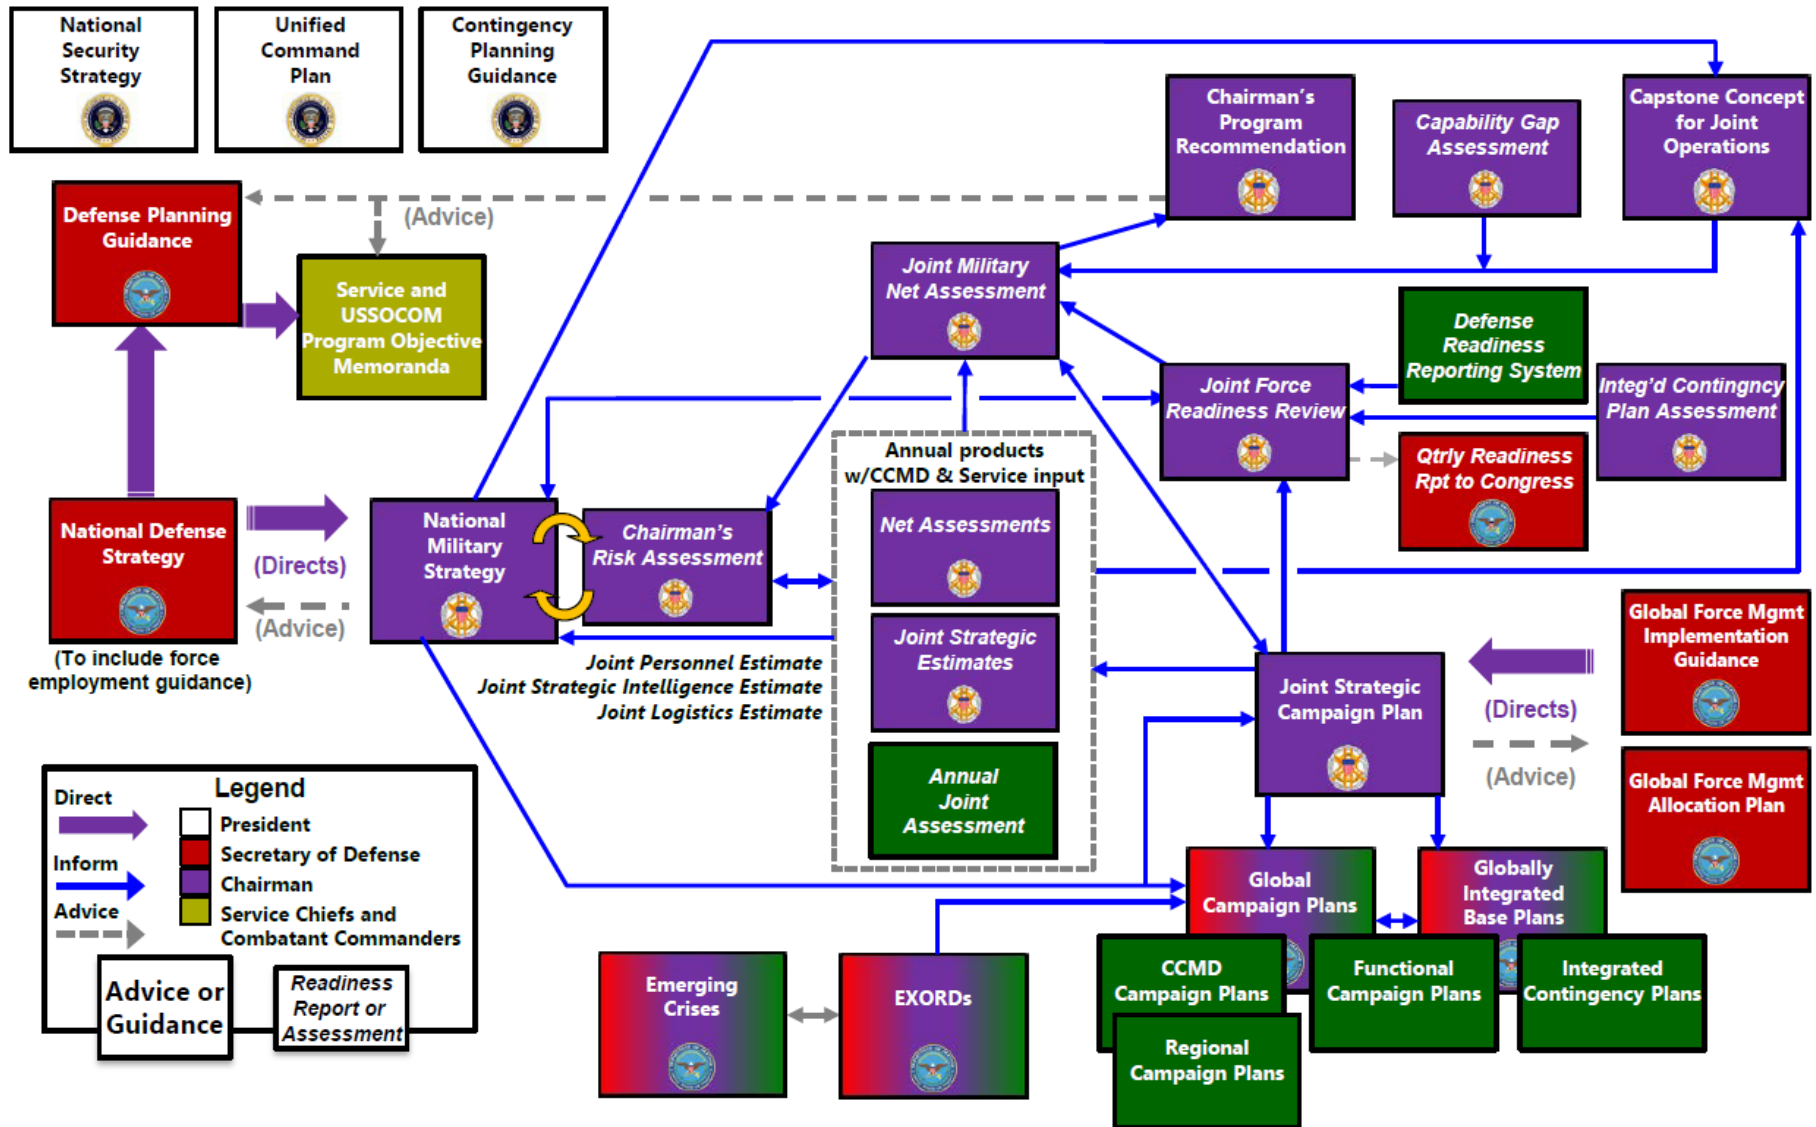 National
Security
Strategy
Unified
Command
Plan
Contingency
Planning
Guidance
Chairman's
Program
Recommendation
Capability Gap
Assessment
Capstone Concept
for Joint
Operations
Defense Planning
Guidance
(Advice)
Service and
USSOCOM
Program Objective
Memoranda
Joint Military
Net Assessment
Defense
Readiness
Reporting System
Joint Force
Readiness Review
Integ'd Contingncy
Plan Assessment
Qtrly Readiness
Rpt to Congress
National Defense
Strategy
(To include force
employment guidance)
(Directs)
(Advice)
National
Military
Strategy
Chairman's
Risk Assessment
Annual products
w/CCMD & Service input
Net Assessments
Joint Strategic
Estimates
Annual
Joint
Assessment
Joint Personnel Estimate
Joint Strategic Intelligence Estimate
Joint Logistics Estimate
Joint Strategic
Campaign Plan
(Directs)
(Advice)
Global Force Mgmt
Implementation
Guidance
Global Force Mgmt
Allocation Plan
Legend
Direct
Inform
Advice
President
Secretary of Defense
Chairman
Service Chiefs and
Combatant Commanders
Advice or
Guidance
Readiness
Report or
Assessment
Emerging
Crises
EXORDs
Global
Campaign Plans
Globally
Integrated
Base Plans
CCMD
Campaign Plans
Functional
Campaign Plans
Integrated
Contingency Plans
Regional
Campaign Plans